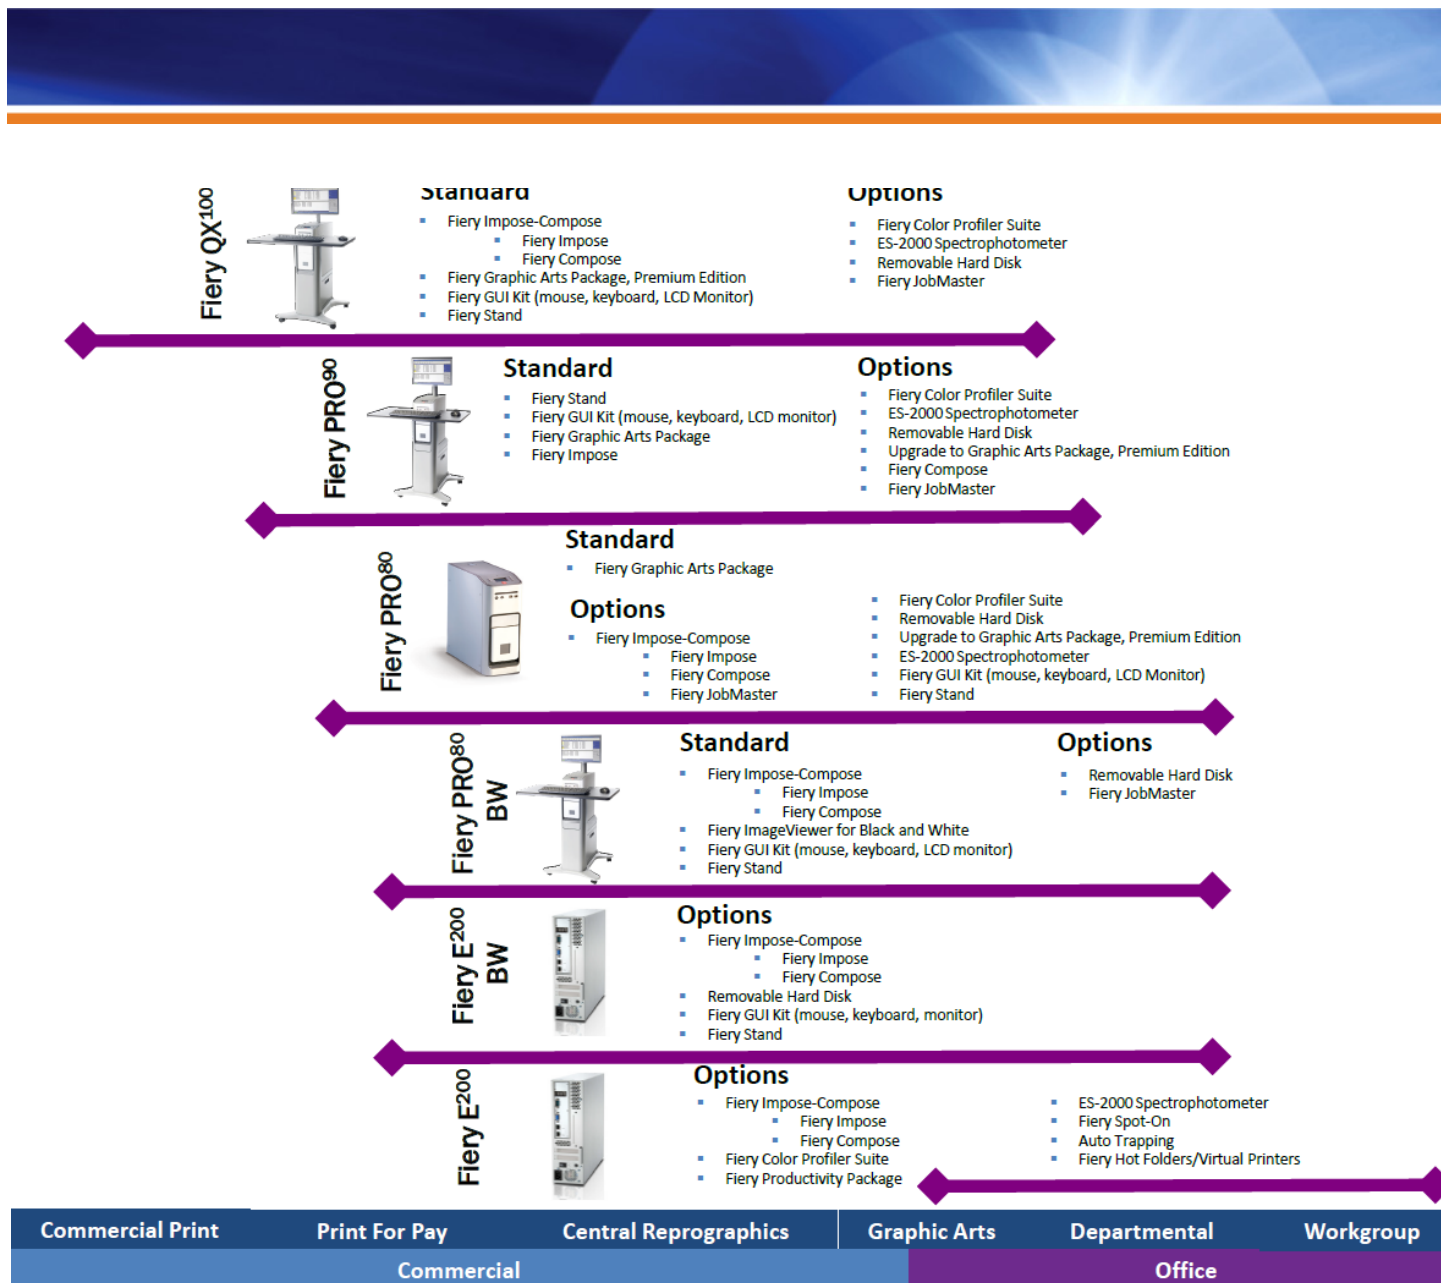 Fiery QX100
Standard
Fiery Impose-Compose
Fiery Impose
Fiery Compose
Fiery Graphic Arts Package, Premium Edition
Fiery GUI Kit (mouse, keyboard, LCD Monitor)
Fiery Stand
Options
Fiery Color Profiler Suite
ES-2000 Spectrophotometer
Removable Hard Disk
Fiery JobMaster
Fiery PRO90
Standard
Fiery Stand
Fiery GUI Kit (mouse, keyboard, LCD monitor)
Fiery Graphic Arts Package
Fiery Impose
Options
Fiery Color Profiler Suite
ES-2000 Spectrophotometer
Removable Hard Disk
Upgrade to Graphic Arts Package, Premium Edition
Fiery Compose
Fiery JobMaster
Fiery PRO80
Standard
Fiery Graphic Arts Package
Options
Fiery Impose-Compose
Fiery Impose
Fiery Compose
Fiery JobMaster
Fiery Color Profiler Suite
Removable Hard Disk
Upgrade to Graphic Arts Package, Premium Edition
ES-2000 Spectrophotometer
Fiery GUI Kit (mouse, keyboard, LCD Monitor)
Fiery Stand
Fiery PRO80
BW
Standard
Fiery Impose-Compose
Fiery Impose
Fiery Compose
Fiery ImageViewer for Black and White
Fiery GUI Kit (mouse, keyboard, LCD monitor)
Fiery Stand
Options
Removable Hard Disk
Fiery JobMaster
Fiery E200
BW
Options
Fiery Impose-Compose
Fiery Impose
Fiery Compose
Removable Hard Disk
Fiery GUI Kit (mouse, keyboard, monitor)
Fiery Stand
Fiery E200
Options
Fiery Impose-Compose
Fiery Impose
Fiery Compose
Fiery Color Profiler Suite
Fiery Productivity Package
ES-2000 Spectrophotometer
Fiery Spot-On
Auto Trapping
Fiery Hot Folders/Virtual Printers
Commercial Print Print For Pay Central Reprographics Graphic Arts Departmental Workgroup
Commercial Office